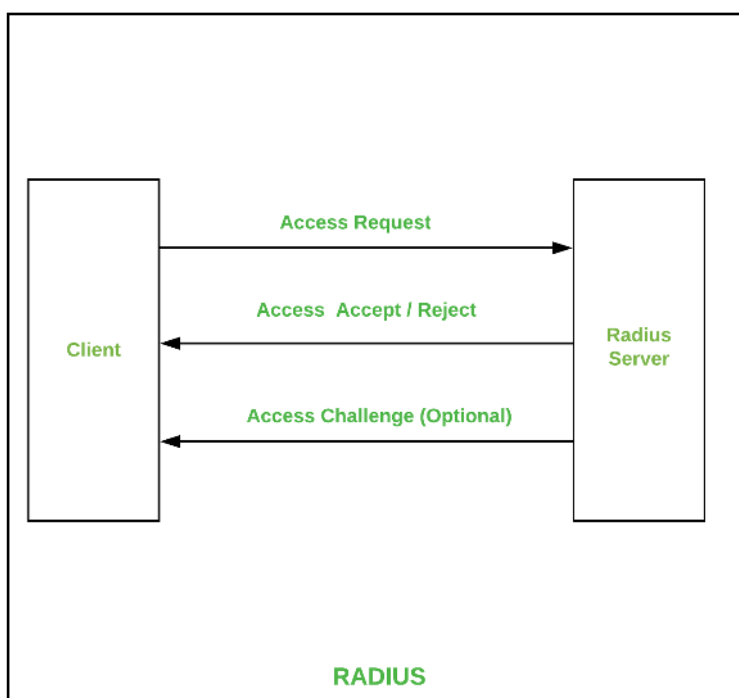 Access Request
Access Accept / Reject
Client
Radius
Server
Access Challenge (Optional)
RADIUS